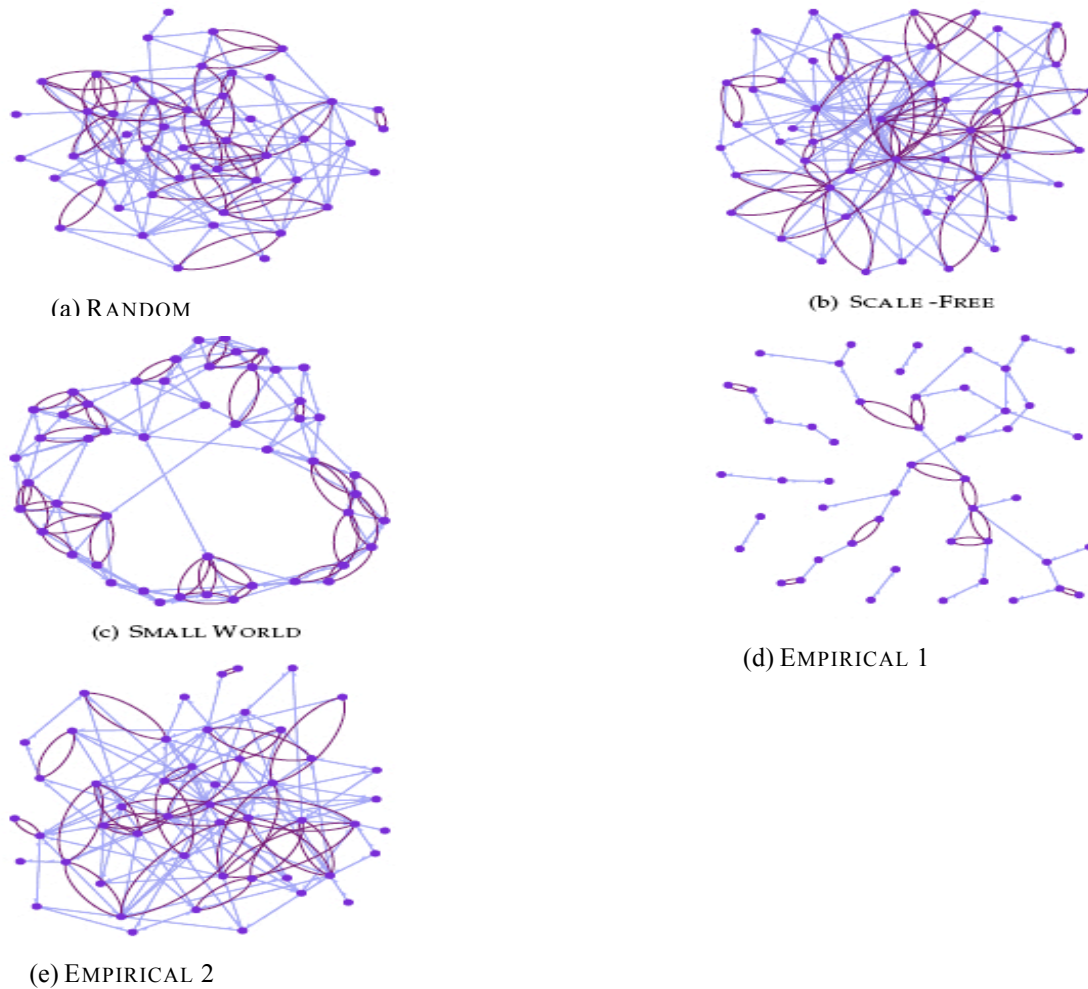 (a) RANDOM
(b) SCALE -FREE
(c) SMALL WORLD
(d) EMPIRICAL 1
(e) EMPIRICAL 2